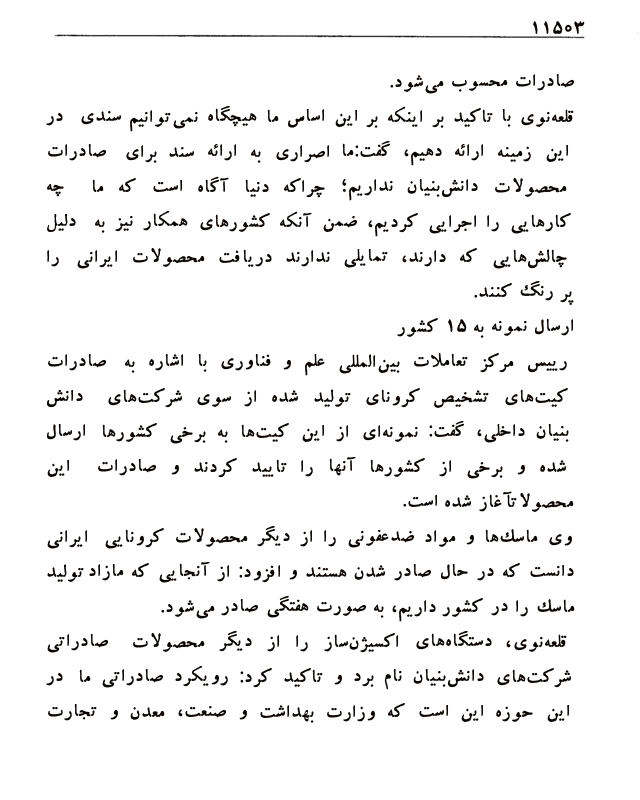 ۱۱۵۰۳
صادرات محسوب می‌شود.
قلعه‌نوی با تاکید بر اینکه بر این اساس ما هیچگاه نمی‌توانیم سندی در
این زمینه ارائه دهیم، گفت:ما اصراری به ارائه سند برای صادرات
محصولات دانش‌بنیان نداریم؛ چراکه دنیا آگاه است که ما چه
کارهایی را اجرایی کردیم، ضمن آنکه کشورهای همکار نیز به دلیل
چالش‌هایی که دارند، تمایلی ندارند دریافت محصولات ایرانی را
پر رنگ کنند.
ارسال نمونه به ۱۵ کشور
رییس مرکز تعاملات بین‌المللی علم و فناوری با اشاره به صادرات
کیت‌های تشخیص کرونای تولید شده از سوی شرکت‌های دانش
بنیان داخلی، گفت: نمونه‌ای از این کیت‌ها به برخی کشورها ارسال
شده و برخی از کشورها آنها را تایید کردند و صادرات این
محصولاتآغاز شده است.
وی ماسك‌ها و مواد ضدعفونی را از دیگر محصولات کرونایی ایرانی
دانست که در حال صادر شدن هستند و افزود: از آنجایی که مازاد تولید
ماسك را در کشور داریم، به صورت هفتگی صادر می‌شود.
قلعه‌نوی، دستگاه‌های اکسیژن‌ساز را از دیگر محصولات صادراتی
شرکت‌های دانش‌بنیان نام برد و تاکید کرد: رویکرد صادراتی ما در
این حوزه این است که وزارت بهداشت و صنعت، معدن و تجارت